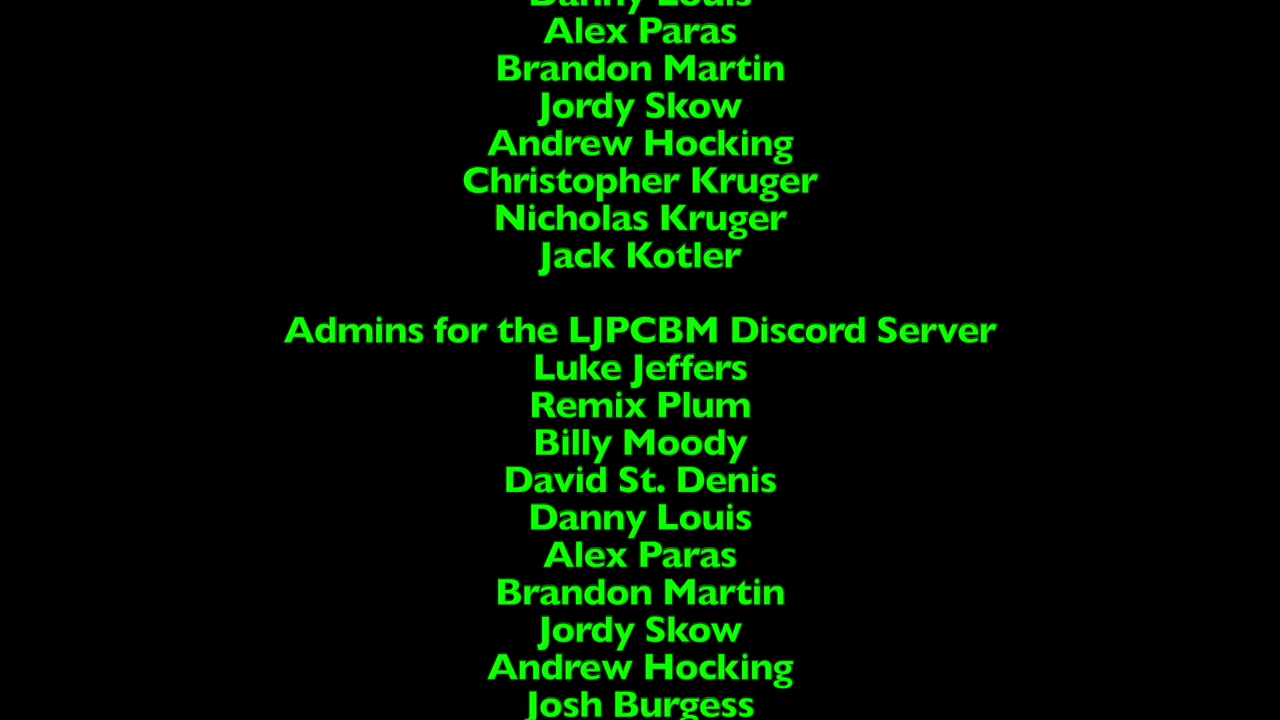 Danny Louis
Alex Paras
Brandon Martin
Jordy Skow
Andrew Hocking
Christopher Kruger
Nicholas Kruger
Jack Kotler
Admins for the LJPCBM Discord Server
Luke Jeffers
Remix Plum
Billy Moody
David St. Denis
Danny Louis
Alex Paras
Brandon Martin
Jordy Skow
Andrew Hocking
Josh Burgess